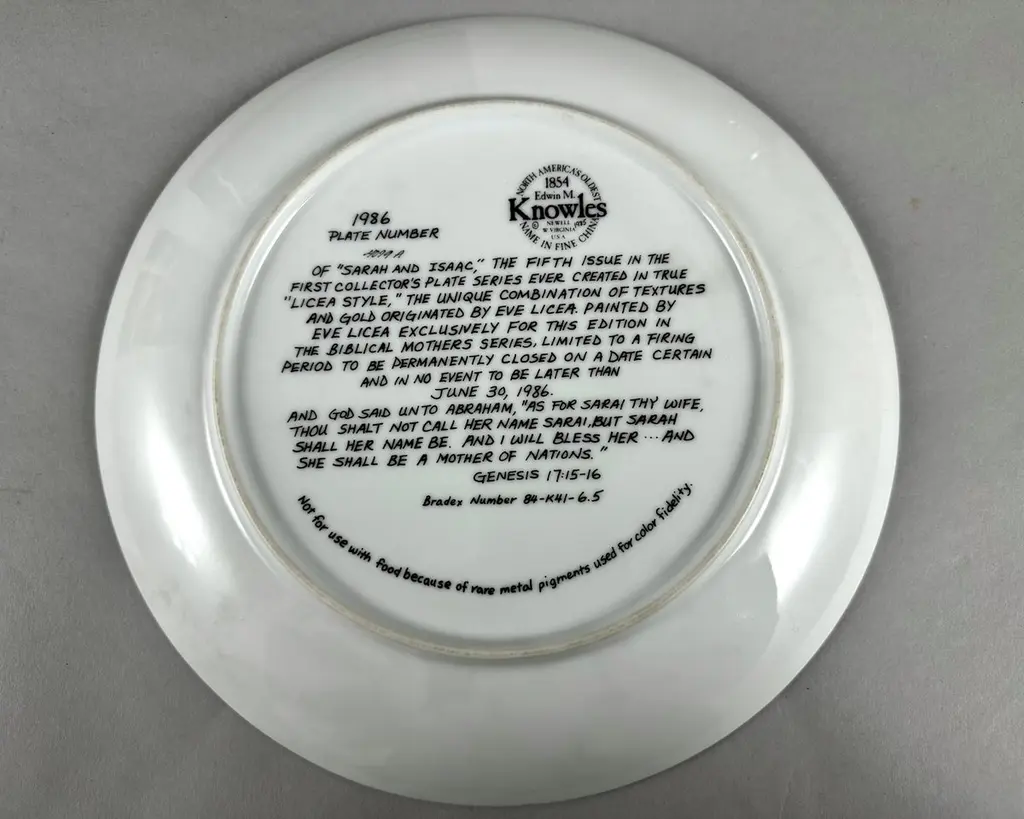 NORTH AMERICA'S OLDEST
1854
Edwin M.
Knowles
© NEWELL 1985
W VIRGINIA
U S A
NAME IN FINE CHINA
1986
PLATE NUMBER
OF "SARAH AND ISAAC," THE FIFTH ISSUE IN THE
FIRST COLLECTOR'S PLATE SERIES EVER CREATED IN TRUE
"LICEA STYLE," THE UNIQUE COMBINATION OF TEXTURES
AND GOLD ORIGINATED BY EVE LICEA. PAINTED BY
EVE LICEA EXCLUSIVELY FOR THIS EDITION IN
THE BIBLICAL MOTHERS SERIES, LIMITED TO A FIRING
PERIOD TO BE PERMANENTLY CLOSED ON A DATE CERTAIN
AND IN NO EVENT TO BE LATER THAN
JUNE 30, 1986.
AND GOD SAID UNTO ABRAHAM, "AS FOR SARAI THY WIFE,
THOU SHALT NOT CALL HER NAME SARAI, BUT SARAH
SHALL HER NAME BE. AND I WILL BLESS HER ... AND
SHE SHALL BE A MOTHER OF NATIONS."
GENESIS 17:15-16
Bradex Number 84-K41-6.5
Not for use with food because of rare metal pigments used for color fidelity.